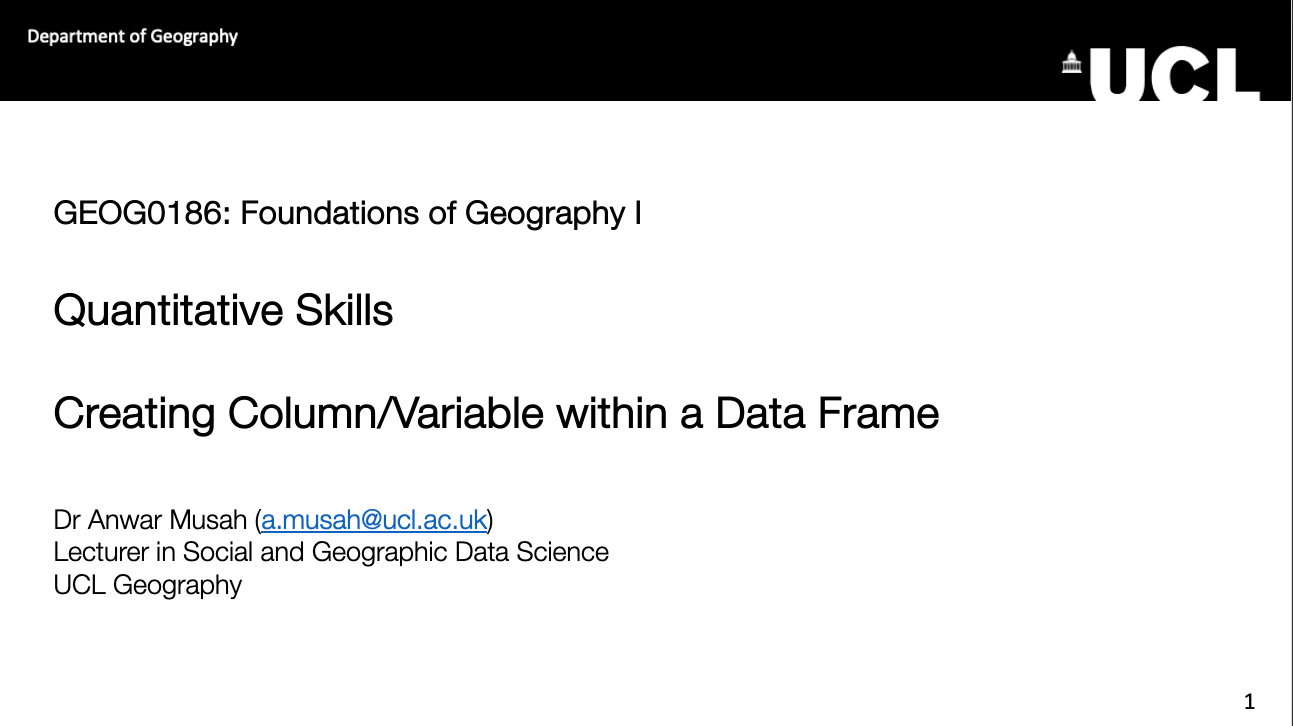 Department of Geography
UCL
GEOG0186: Foundations of Geography I
Quantitative Skills
Creating Column/Variable within a Data Frame
Dr Anwar Musah (a.musah@ucl.ac.uk)
Lecturer in Social and Geographic Data Science
UCL Geography
1